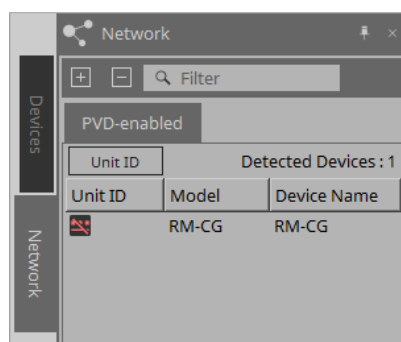 Network
Filter
Devices
PVD-enabled
Unit ID
Detected Devices : 1
Unit ID Model Device Name
RM-CG RM-CG
Network